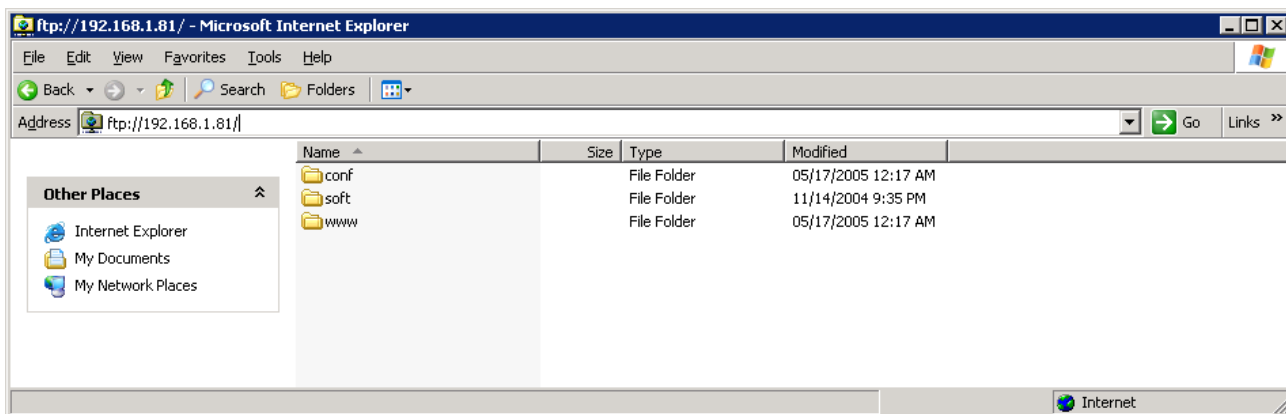 ftp://192.168.1.81/ - Microsoft Internet Explorer
File Edit View Favorites Tools Help
Back Search Folders
Address ftp://192.168.1.81/ Go Links »
Name Size Type Modified
Other Places
Internet Explorer
My Documents
My Network Places
conf File Folder 05/17/2005 12:17 AM
soft File Folder 11/14/2004 9:35 PM
www File Folder 05/17/2005 12:17 AM
Internet